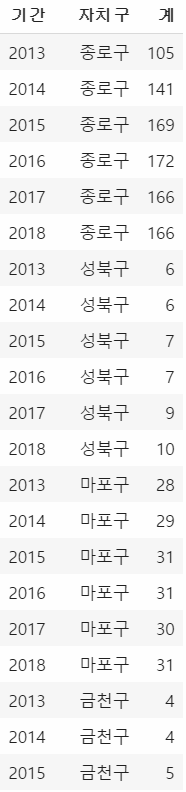 기간 자치구 계
2013 종로구 105
2014 종로구 141
2015 종로구 169
2016 종로구 172
2017 종로구 166
2018 종로구 166
2013 성북구 6
2014 성북구 6
2015 성북구 7
2016 성북구 7
2017 성북구 9
2018 성북구 10
2013 마포구 28
2014 마포구 29
2015 마포구 31
2016 마포구 31
2017 마포구 30
2018 마포구 31
2013 금천구 4
2014 금천구 4
2015 금천구 5